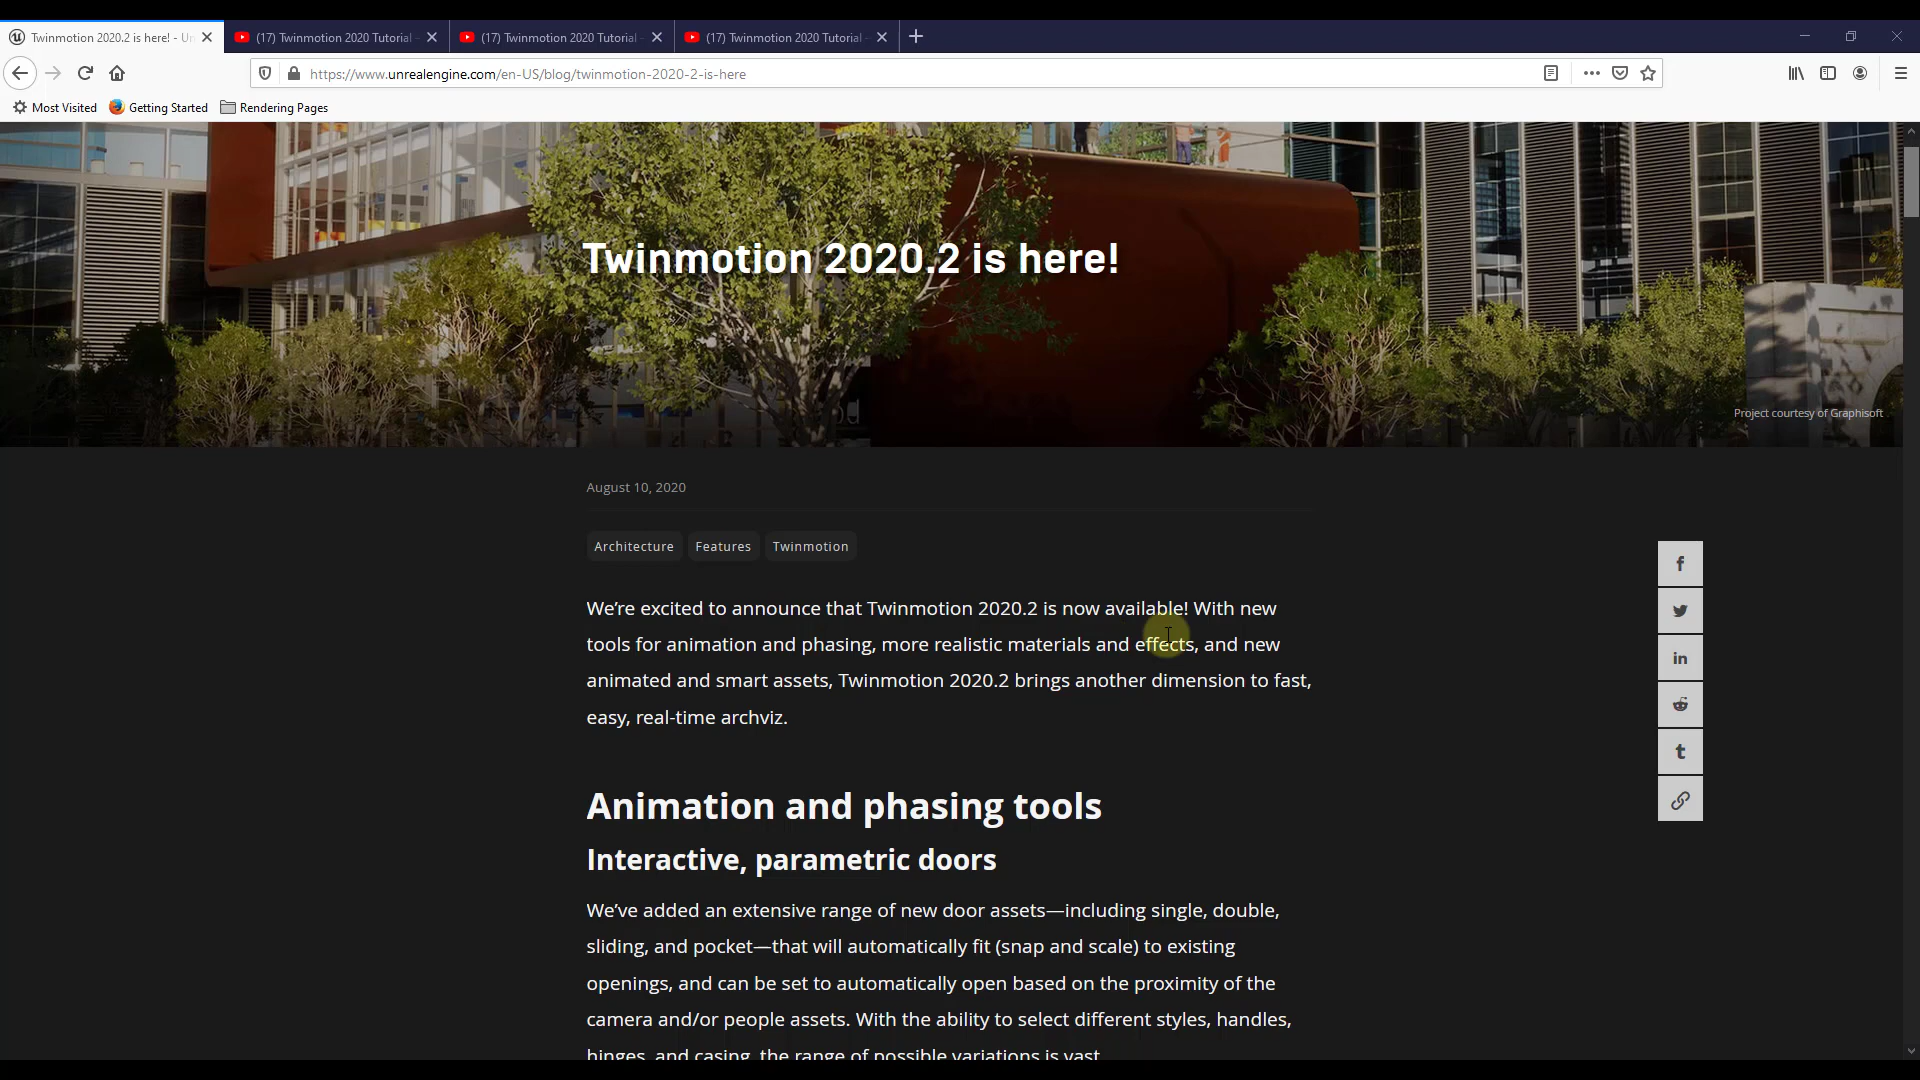 Twinmotion 2020.2 is here! - Un
(17) Twinmotion 2020 Tutorial -
(17) Twinmotion 2020 Tutorial -
(17) Twinmotion 2020 Tutorial -
https://www.unrealengine.com/en-US/blog/twinmotion-2020-2-is-here
Most Visited
Getting Started
Rendering Pages
Twinmotion 2020.2 is here!
Project courtesy of Graphisoft
August 10, 2020
Architecture
Features
Twinmotion
We’re excited to announce that Twinmotion 2020.2 is now available! With new
tools for animation and phasing, more realistic materials and effects, and new
animated and smart assets, Twinmotion 2020.2 brings another dimension to fast,
easy, real-time archviz.
Animation and phasing tools
Interactive, parametric doors
We’ve added an extensive range of new door assets—including single, double,
sliding, and pocket—that will automatically fit (snap and scale) to existing
openings, and can be set to automatically open based on the proximity of the
camera and/or people assets. With the ability to select different styles, handles,
hinges, and casing, the range of possible variations is vast.